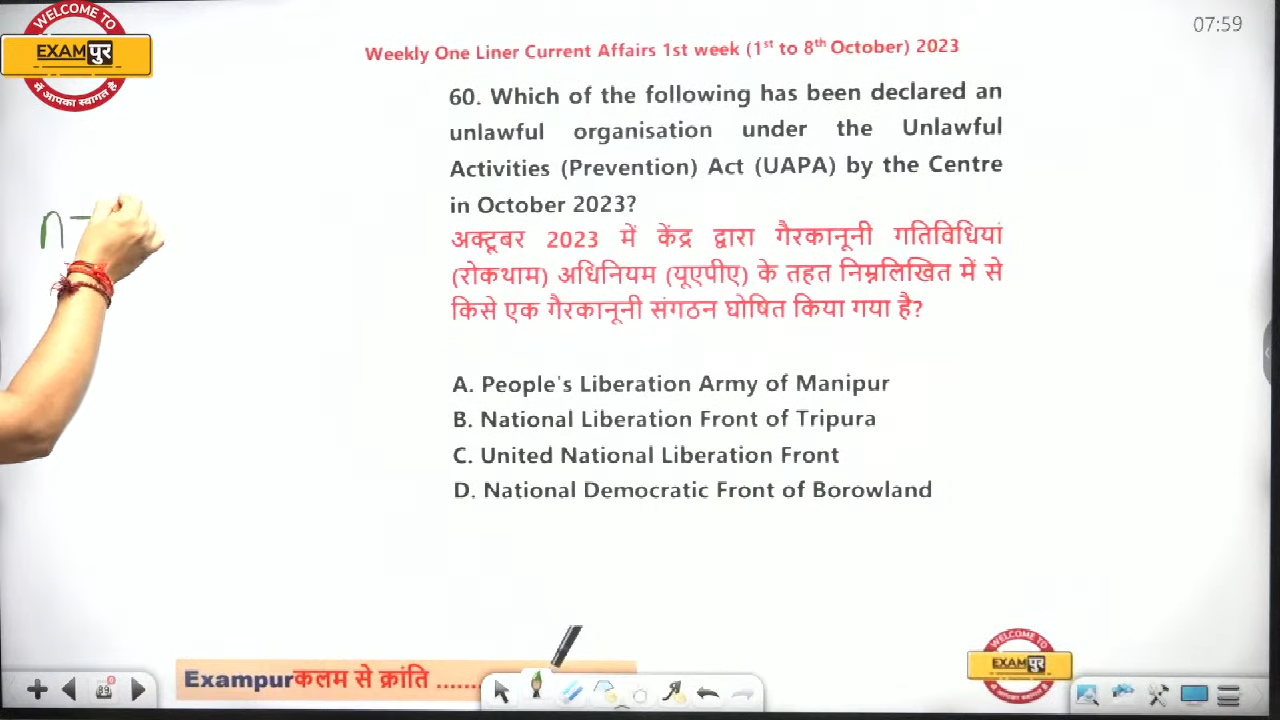 WELCOME TO
EXAMपुर
में आपका स्वागत है
07:59
Weekly One Liner Current Affairs 1st week (1st to 8th October) 2023
60. Which of the following has been declared an
unlawful organisation under the Unlawful
Activities (Prevention) Act (UAPA) by the Centre
in October 2023?
अक्टूबर 2023 में केंद्र द्वारा गैरकानूनी गतिविधियां
(रोकथाम) अधिनियम (यूएपीए) के तहत निम्नलिखित में से
किसे एक गैरकानूनी संगठन घोषित किया गया है?
A. People's Liberation Army of Manipur
B. National Liberation Front of Tripura
C. United National Liberation Front
D. National Democratic Front of Borowland
Exampurकलम से क्रांति .......
WELCOME TO
EXAMपुर
में आपका स्वागत है